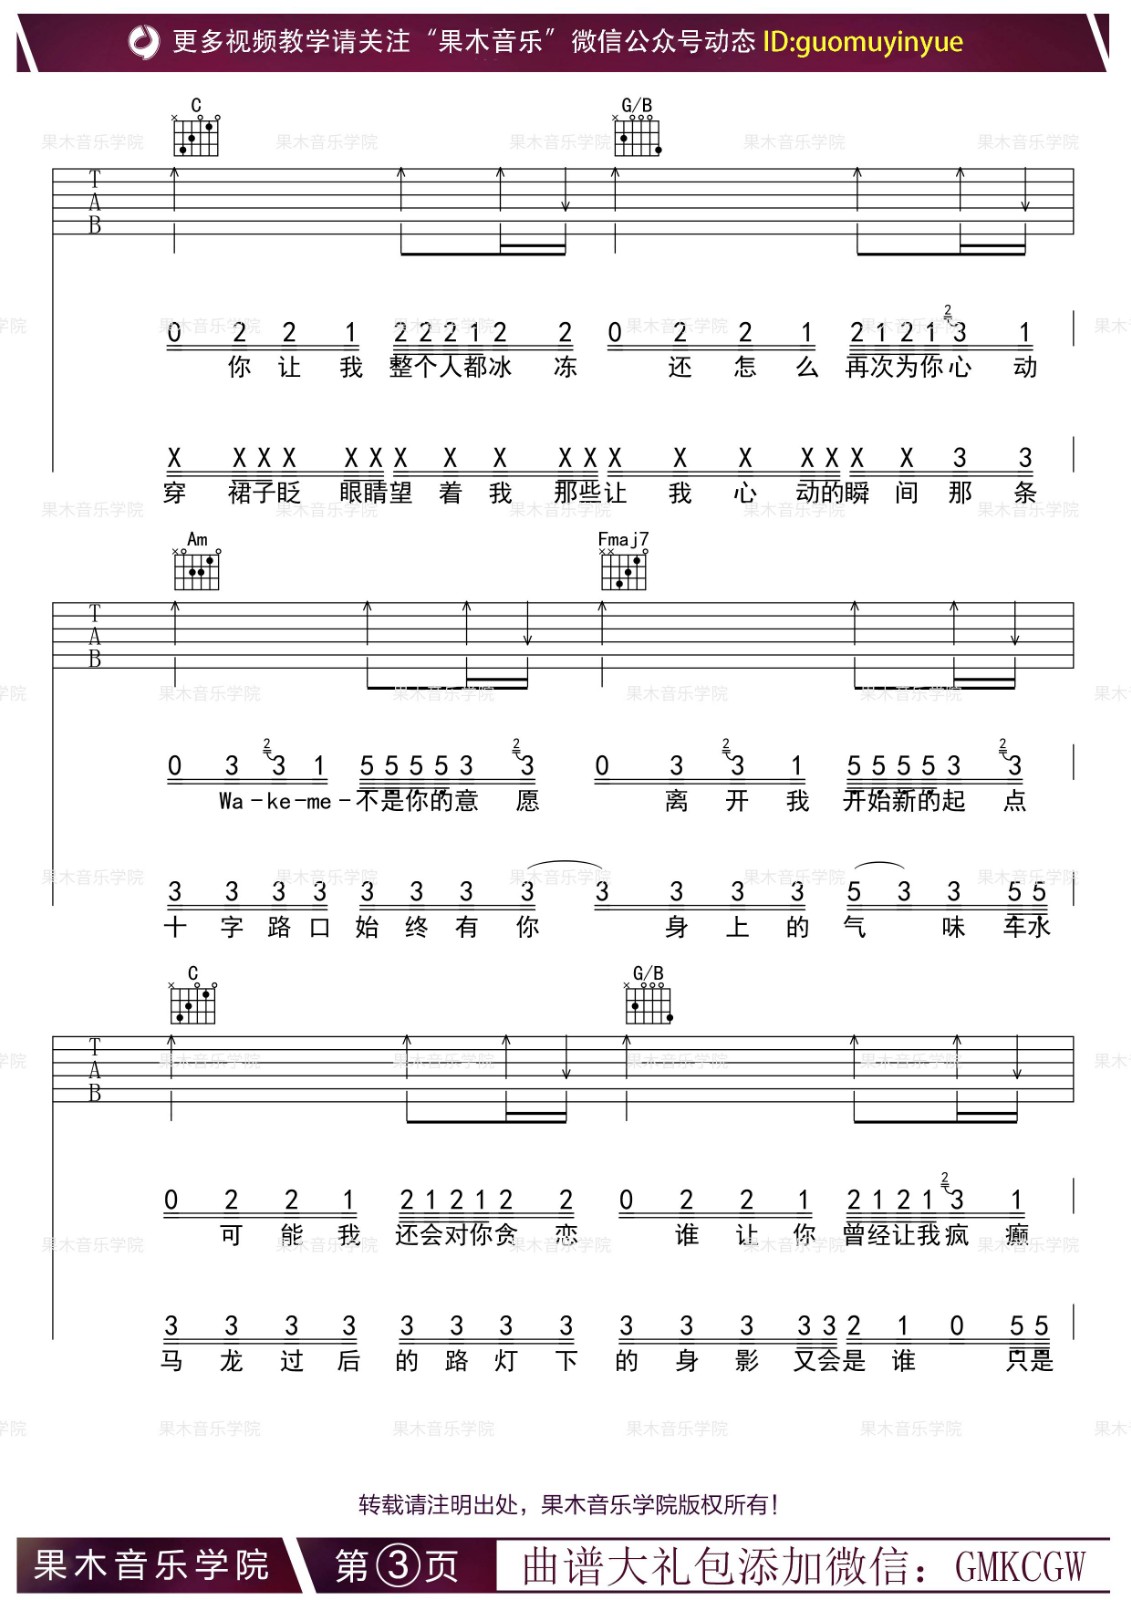 更多视频教学请关注“果木音乐”微信公众号动态 ID:guomuyinyue
C G/B
T
A
B
0 2 2 1 2 2 2 1 2 2 0 2 2 1 2 1 2 1 2 3 1
你 让 我 整个人都冰 冻 还 怎 么 再次为你心 动
X X X X X X X X X X X X X X X X X X 3 3
穿 裙子眨 眼睛望 着 我 那些让 我 心 动的瞬 间 那 条
Am Fmaj7
T
A
B
0 3 2 3 1 5 5 5 5 3 2 3 0 3 2 3 1 5 5 5 5 3 2 3
Wa-ke-me-不是你的意 愿 离 开 我 开始新的起 点
3 3 3 3 3 3 3 3 3 3 3 3 5 3 3 5 5
十 字 路 口 始 终 有 你 身 上 的 气 味 车水
C G/B
T
A
B
0 2 2 1 2 1 2 1 2 2 0 2 2 1 2 1 2 1 2 3 1
可 能 我 还会对你贪 恋 谁 让 你 曾经让我疯 癫
3 3 3 3 3 3 3 3 3 3 3 3 3 2 1 0 5 5
马 龙 过 后 的 路 灯 下 的 身 影 又会是 谁 只是
转载请注明出处，果木音乐学院版权所有！
果木音乐学院 第③页 曲谱大礼包添加微信：GMKCGW